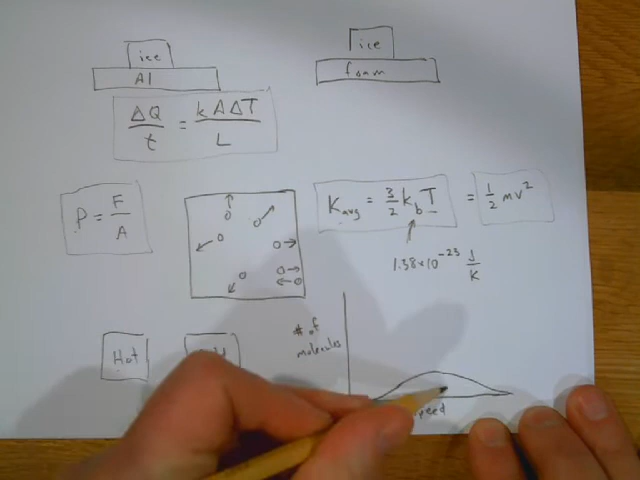 ice
Al
ice
foam
ΔQ/t = kAΔT/L
P = F/A
K avg = 3/2 k_b T = 1/2 mv²
1.38×10⁻²³ J/K
# of
molecules
Hot